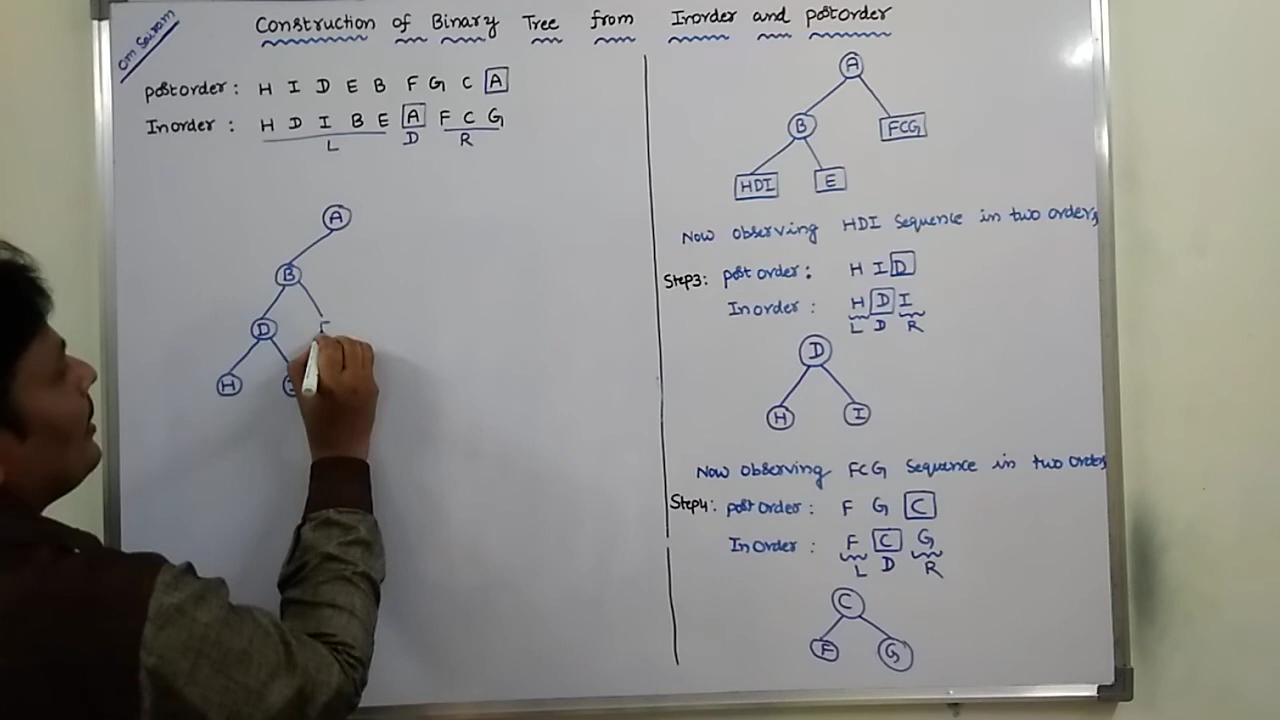 Om Sairam
Construction of Binary Tree from Inorder and postorder
postorder: H I D E B F G C A
Inorder: H D I B E A F C G
L D R
A
B
D
H
A
B FCG
HDI E
Now observing HDI Sequence in two orders
Step3: post order: H I D
Inorder: H D I
L D R
D
H I
Now observing FCG Sequence in two orders
Step4: post order: F G C
Inorder: F C G
L D R
C
F G